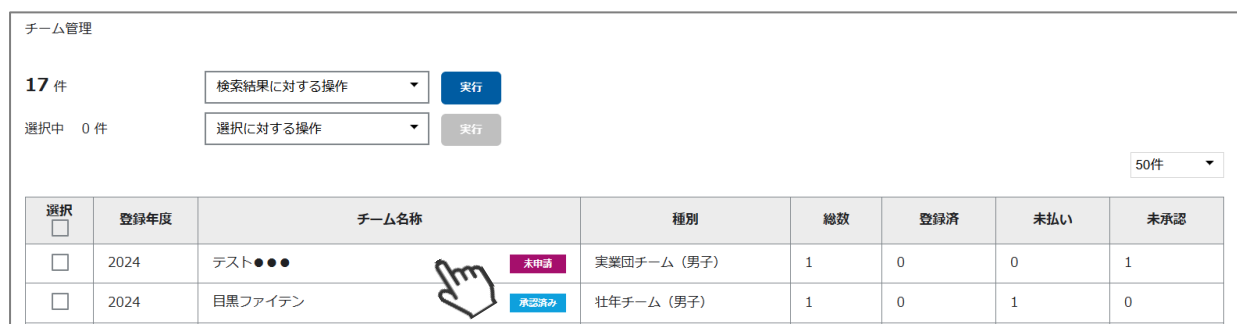 チーム管理
17 件 検索結果に対する操作 実行
選択中 0 件 選択に対する操作 実行
50件
選択 登録年度 チーム名称 種別 総数 登録済 未払い 未承認
2024 テスト●●● 未申請 実業団チーム（男子） 1 0 0 1
2024 目黒ファイテン 承認済み 壮年チーム（男子） 1 0 1 0